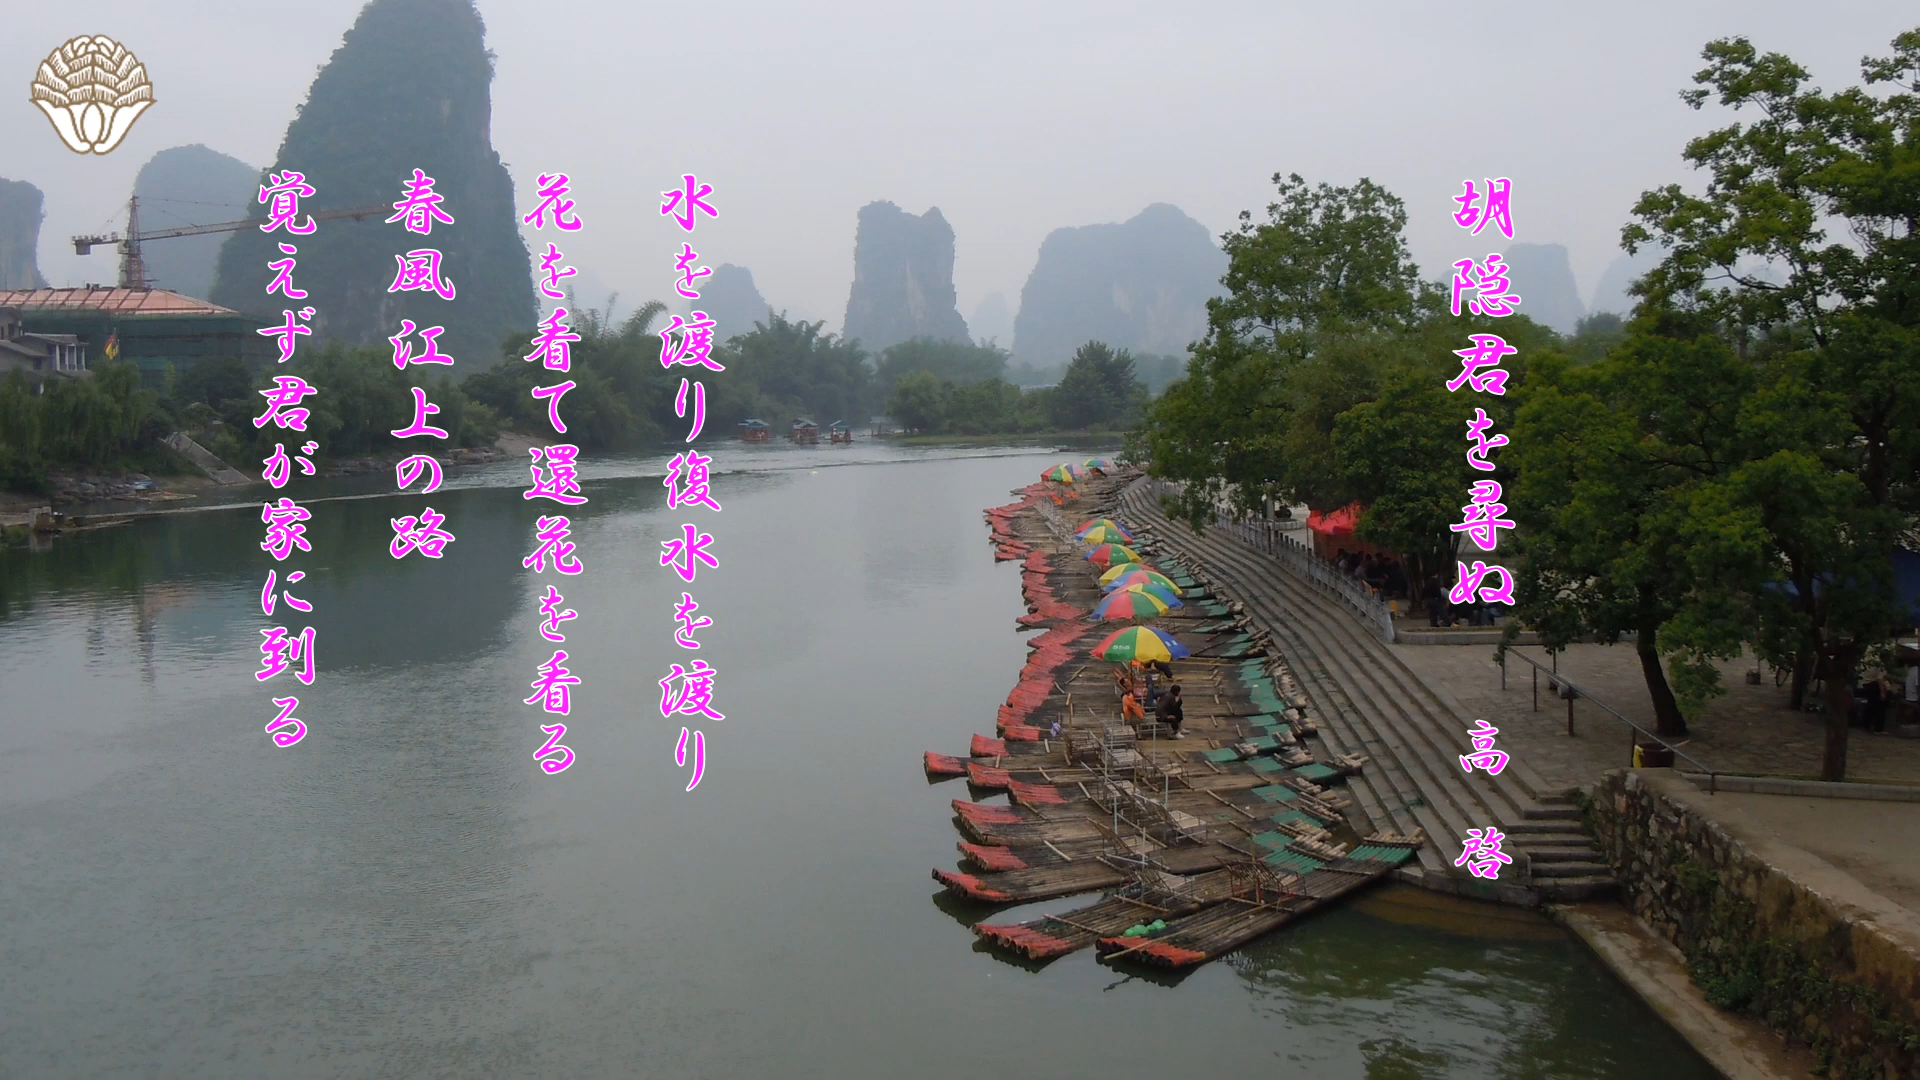 胡隠君を尋ぬ 高啓
水を渡り復水を渡り
花を看て還花を看る
春風江上の路
覚えず君が家に到る